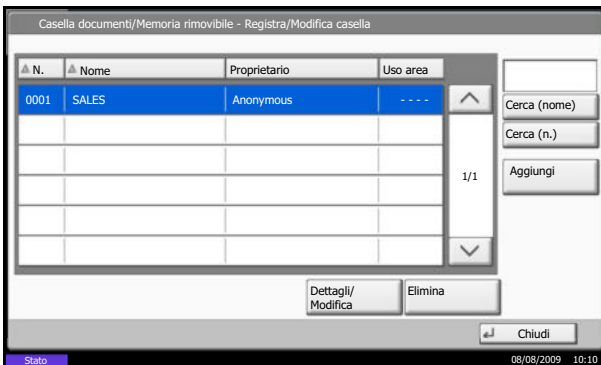 Casella documenti/Memoria rimovibile - Registra/Modifica casella
N. Nome Proprietario Uso area
0001 SALES Anonymous - - - -
Cerca (nome)
Cerca (n.)
Aggiungi
1/1
Dettagli/
Modifica
Elimina
Chiudi
Stato 08/08/2009 10:10